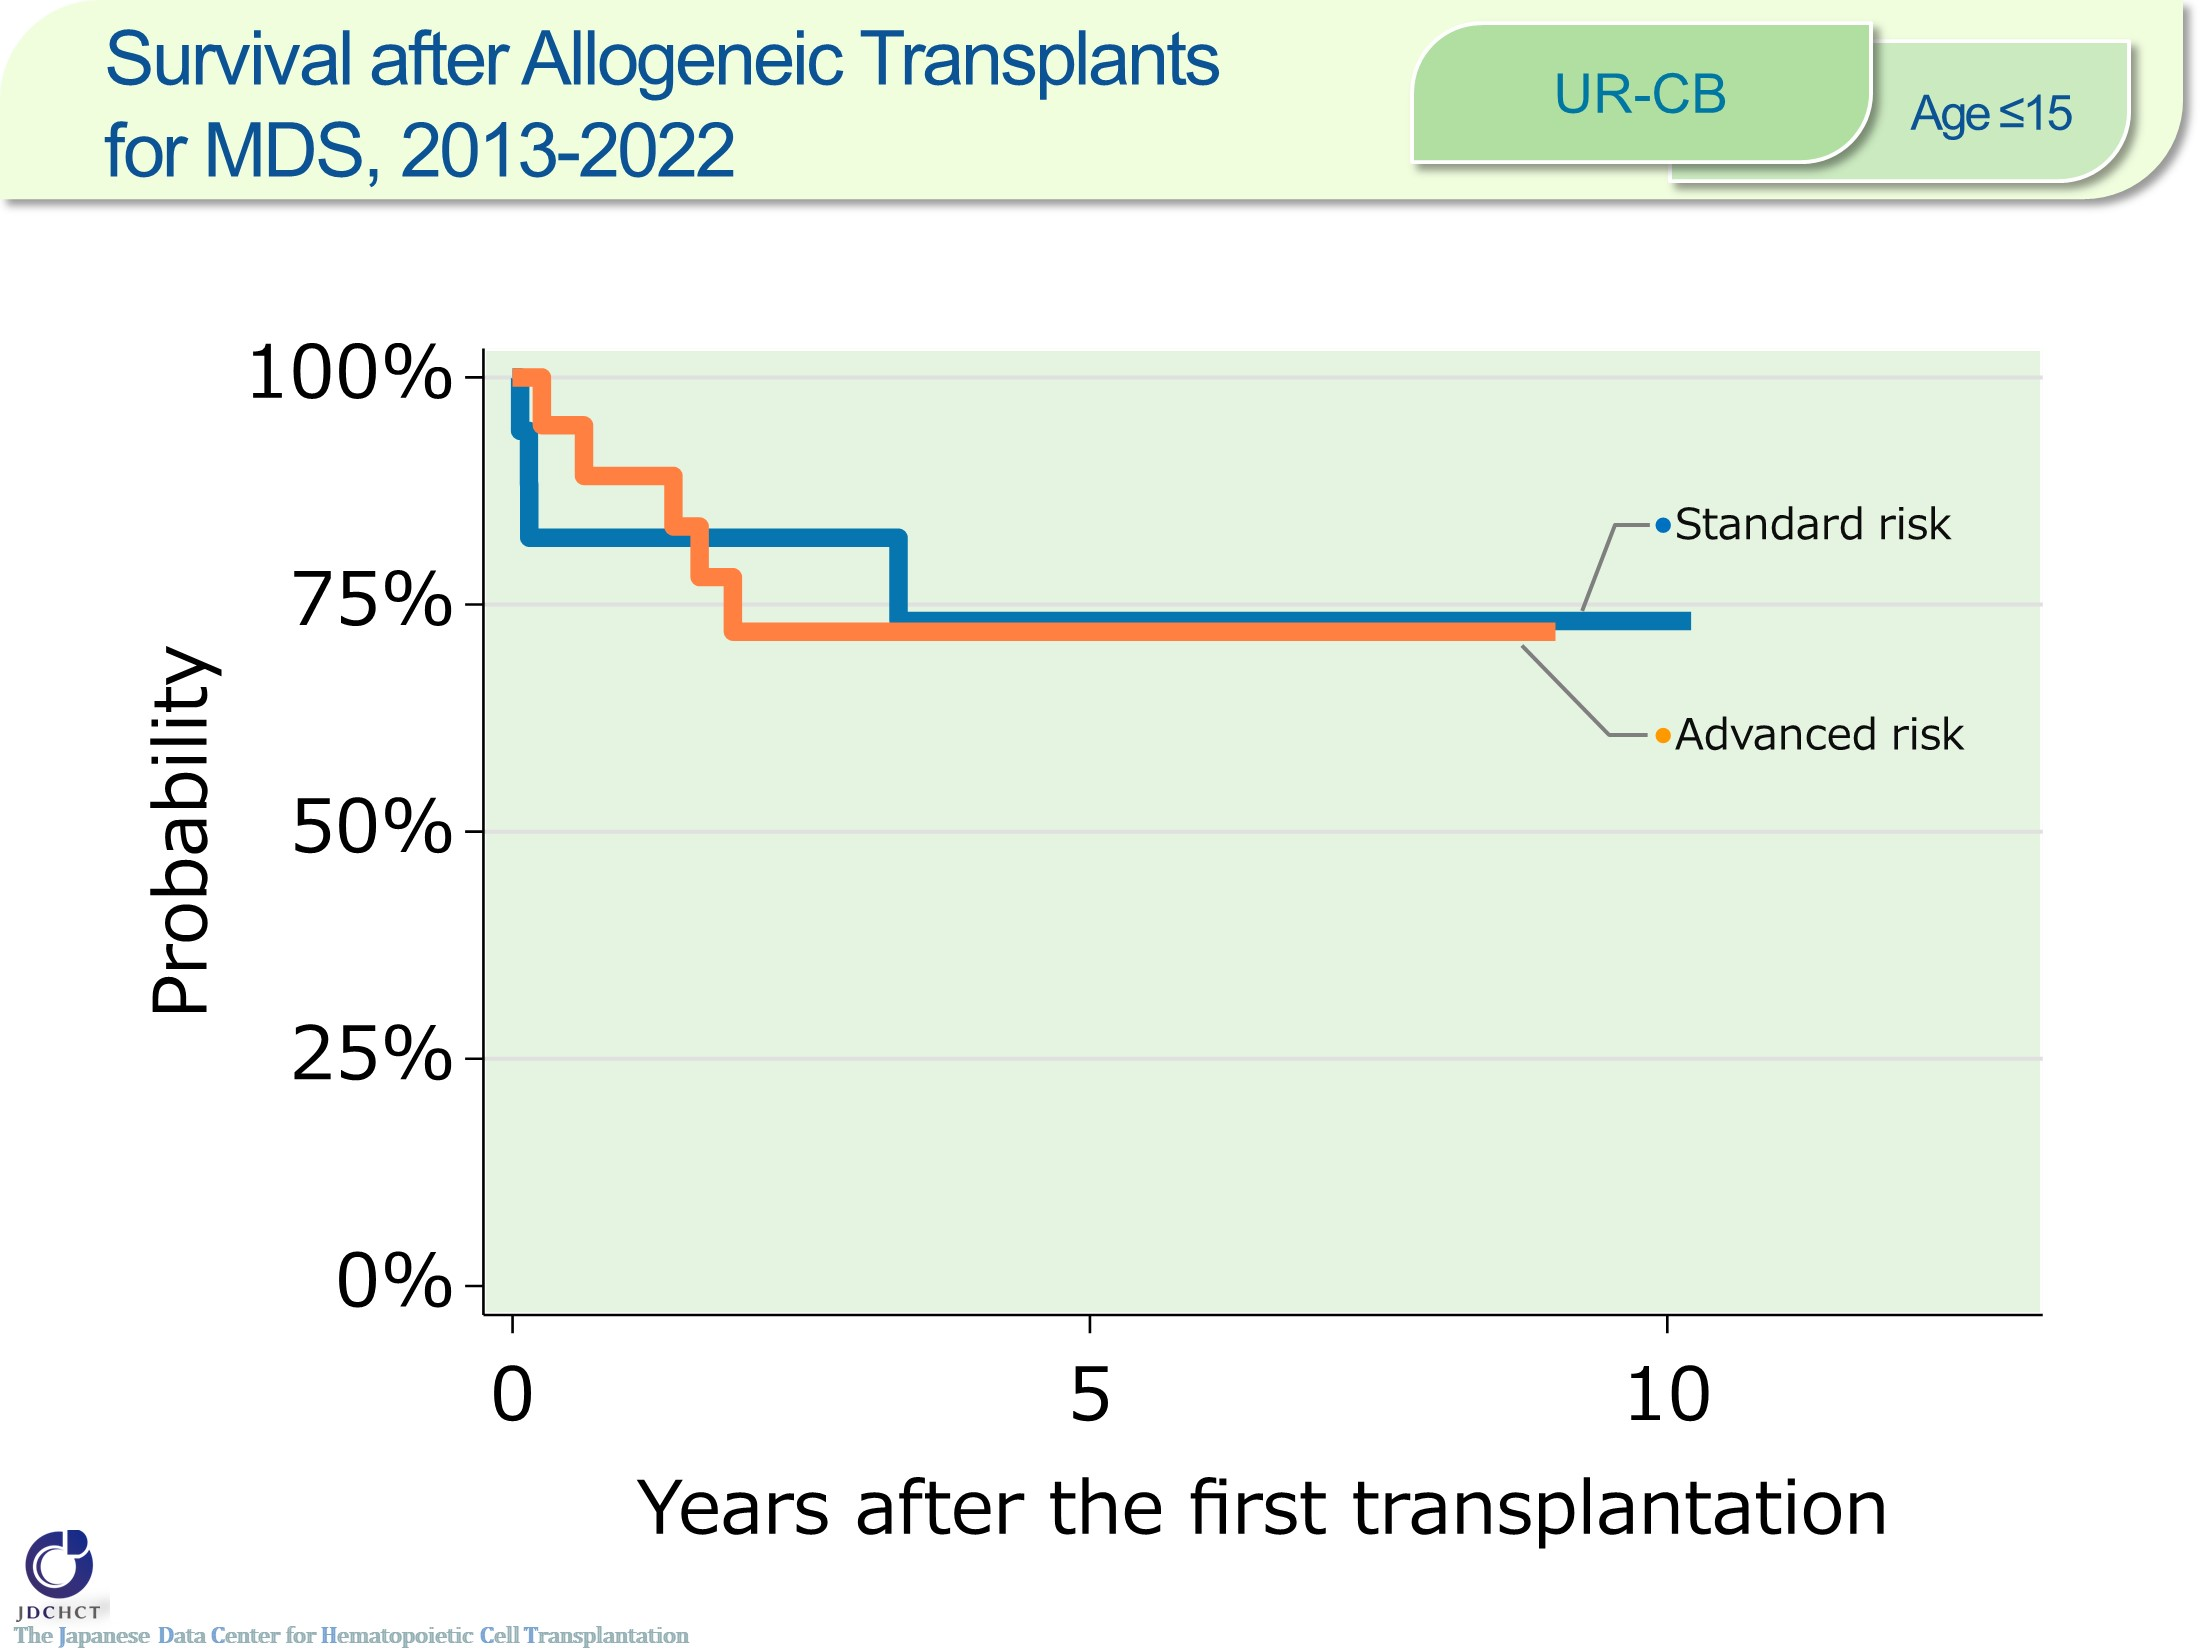 Survival after Allogeneic Transplants
for MDS, 2013-2022
UR-CB
Age ≤15
100%
75%
50%
25%
0%
Probability
Standard risk
Advanced risk
0
5
10
Years after the first transplantation
JDCHCT
The Japanese Data Center for Hematopoietic Cell Transplantation